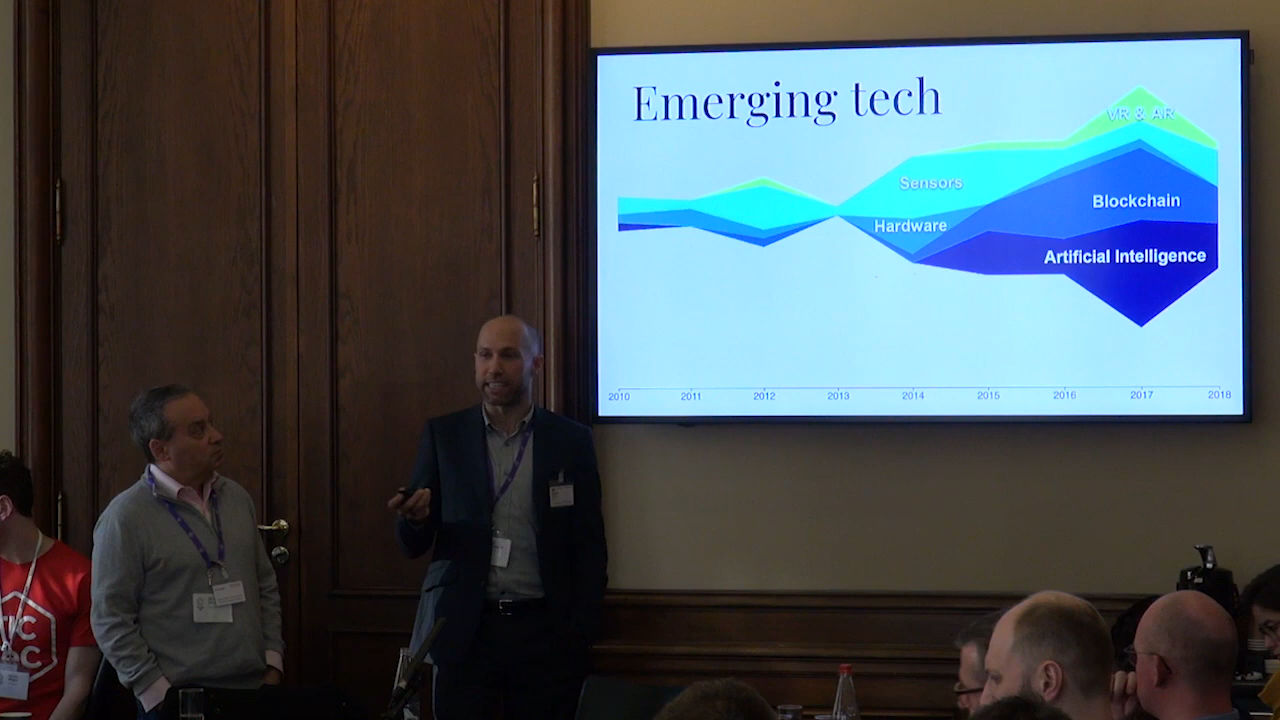 Emerging tech
VR & AR
Sensors
Blockchain
Hardware
Artificial Intelligence
2010 2011 2012 2013 2014 2015 2016 2017 2018